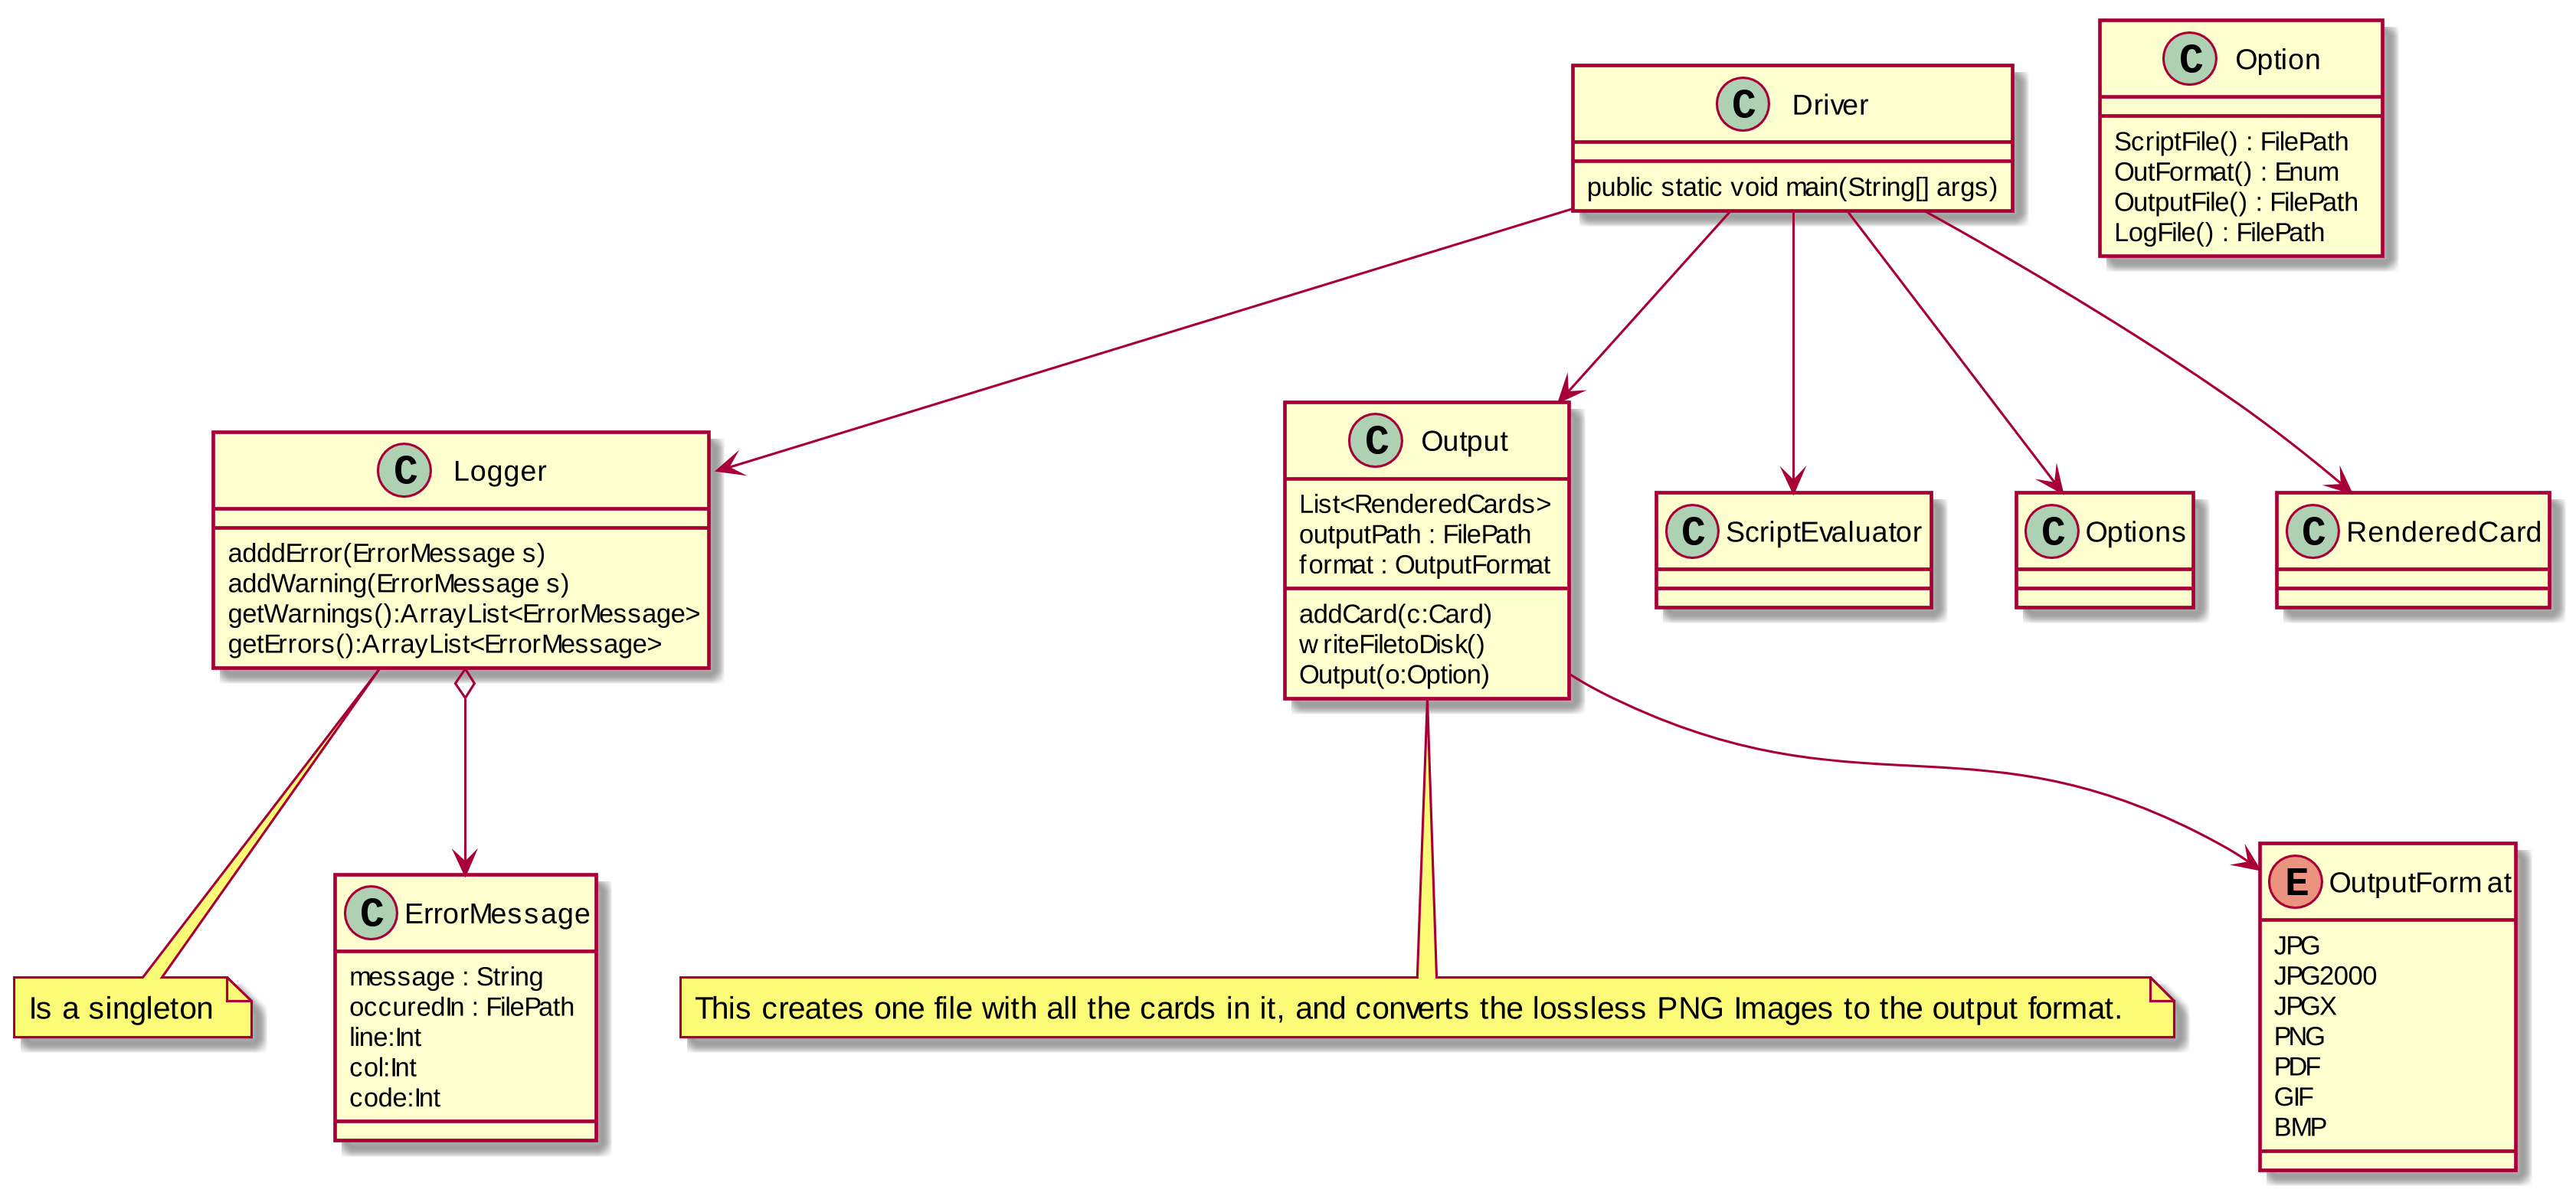 C Option
ScriptFile() : FilePath
OutFormat() : Enum
OutputFile() : FilePath
LogFile() : FilePath
C Driver
public static void main(String[] args)
C Logger
adddError(ErrorMessage s)
addWarning(ErrorMessage s)
getWarnings():ArrayList<ErrorMessage>
getErrors():ArrayList<ErrorMessage>
C Output
List<RenderedCards>
outputPath : FilePath
format : OutputFormat
addCard(c:Card)
writeFiletoDisk()
Output(o:Option)
C ScriptEvaluator
C Options
C RenderedCard
Is a singleton
C ErrorMessage
message : String
occuredIn : FilePath
line:Int
col:Int
code:Int
This creates one file with all the cards in it, and converts the lossless PNG Images to the output format.
E OutputFormat
JPG
JPG2000
JPGX
PNG
PDF
GIF
BMP